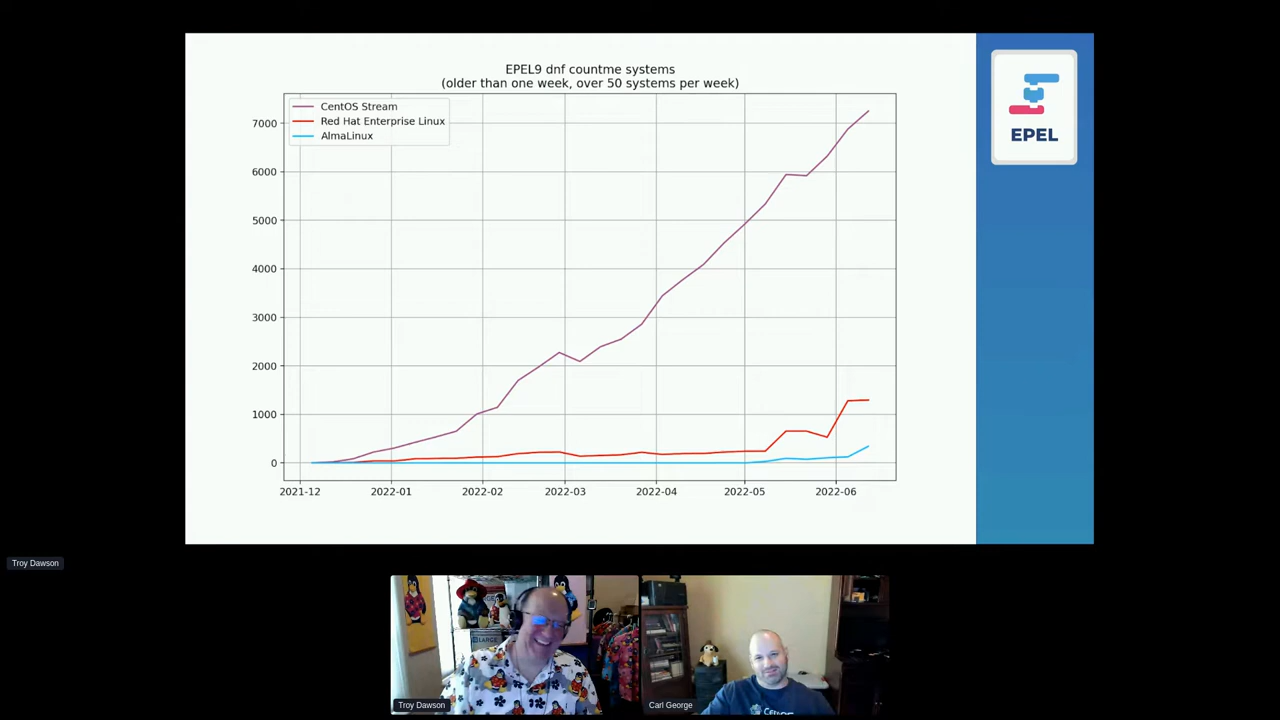 EPEL9 dnf countme systems
(older than one week, over 50 systems per week)
CentOS Stream
Red Hat Enterprise Linux
AlmaLinux
7000
6000
5000
4000
3000
2000
1000
0
2021-12
2022-01
2022-02
2022-03
2022-04
2022-05
2022-06
EPEL
Troy Dawson
LARGE
Troy Dawson
Carl George